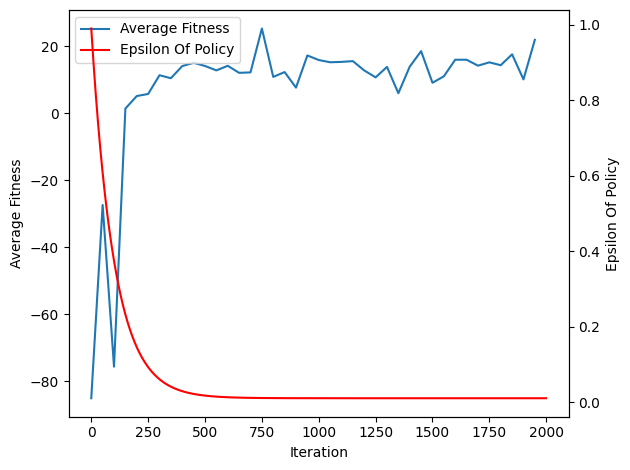 Average Fitness
Epsilon Of Policy
20
0
−20
−40
−60
−80
Average Fitness
1.0
0.8
0.6
0.4
0.2
0.0
Epsilon Of Policy
0 250 500 750 1000 1250 1500 1750 2000
Iteration